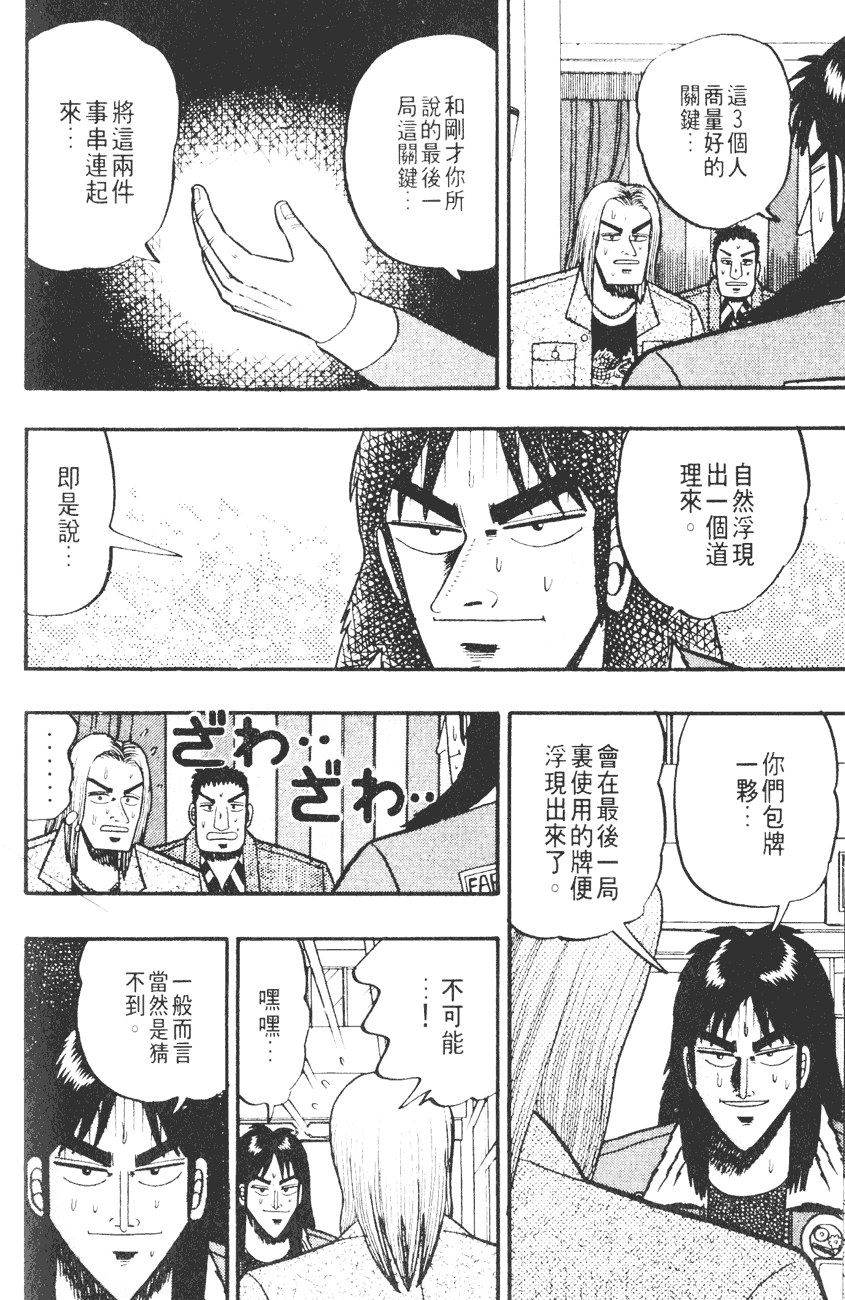 這3個人
商量好的
關鍵…
和剛才你所
說的最後一
局這關鍵…
將這兩件
事串連起
來…
自然浮現
出一個道
理來。
即是說…
你們包牌
一夥…
會在最後一局
裏使用的牌便
浮現出來了。
ざわ‥
ざわ‥
……
EAR
不可能
…!
嘿嘿…
一般而言
當然是猜
不到。